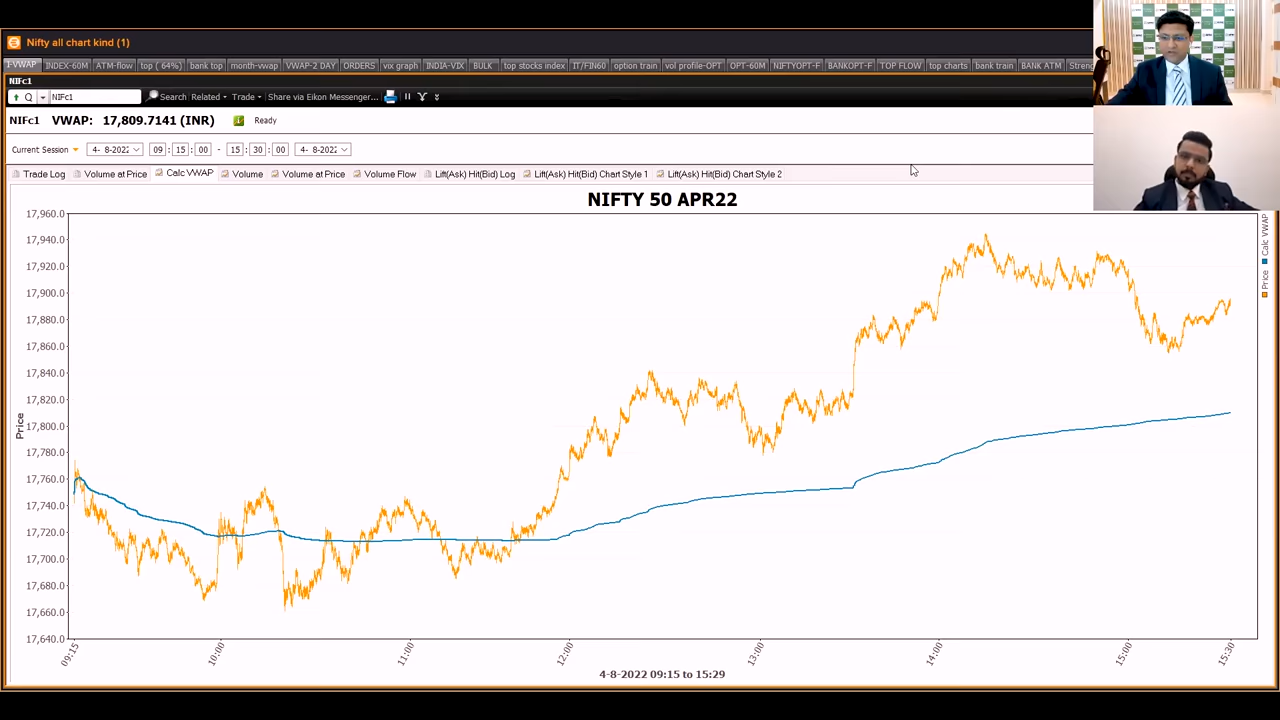 Nifty all chart kind (1)
I-VWAP INDEX-60M ATM-flow top ( 64%) bank top month-vwap VWAP-2 DAY ORDERS vix graph INDIA-VIX BULK top stocks index IT/FIN60 option train vol profile-OPT OPT-60M NIFTYOPT-F BANKOPT-F TOP FLOW top charts bank train BANK ATM Streng
NIFc1
Q NIFc1 Search Related Trade Share via Eikon Messenger...
NIFc1 VWAP: 17,809.7141 (INR) Ready
Current Session 4- 8-2022 09 : 15 : 00 - 15 : 30 : 00 4- 8-2022
Trade Log Volume at Price Calc VWAP Volume Volume at Price Volume Flow Lift(Ask) Hit(Bid) Log Lift(Ask) Hit(Bid) Chart Style 1 Lift(Ask) Hit(Bid) Chart Style 2
NIFTY 50 APR22
17,960.0
17,940.0
17,920.0
17,900.0
17,880.0
17,860.0
17,840.0
17,820.0
17,800.0
17,780.0
17,760.0
17,740.0
17,720.0
17,700.0
17,680.0
17,660.0
17,640.0
Price
Price Calc VWAP
09:15 10:00 11:00 12:00 13:00 14:00 15:00 15:30
4-8-2022 09:15 to 15:29